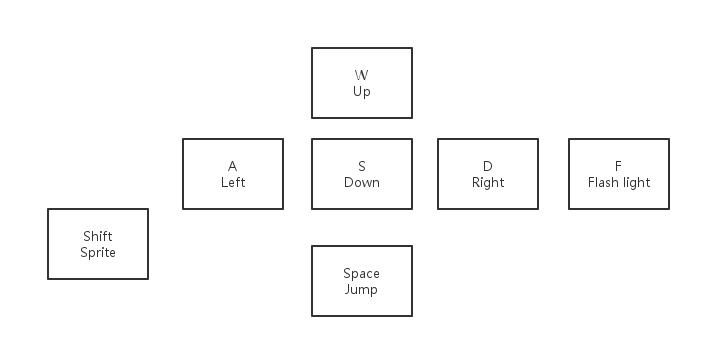 W
Up
A
Left
S
Down
D
Right
F
Flash light
Shift
Sprite
Space
Jump